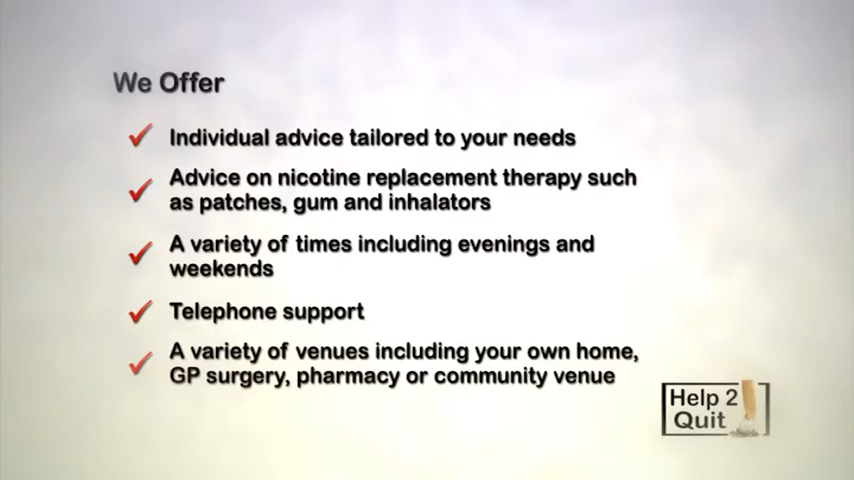 We Offer
Individual advice tailored to your needs
Advice on nicotine replacement therapy such
as patches, gum and inhalators
A variety of times including evenings and
weekends
Telephone support
A variety of venues including your own home,
GP surgery, pharmacy or community venue
Help 2
Quit